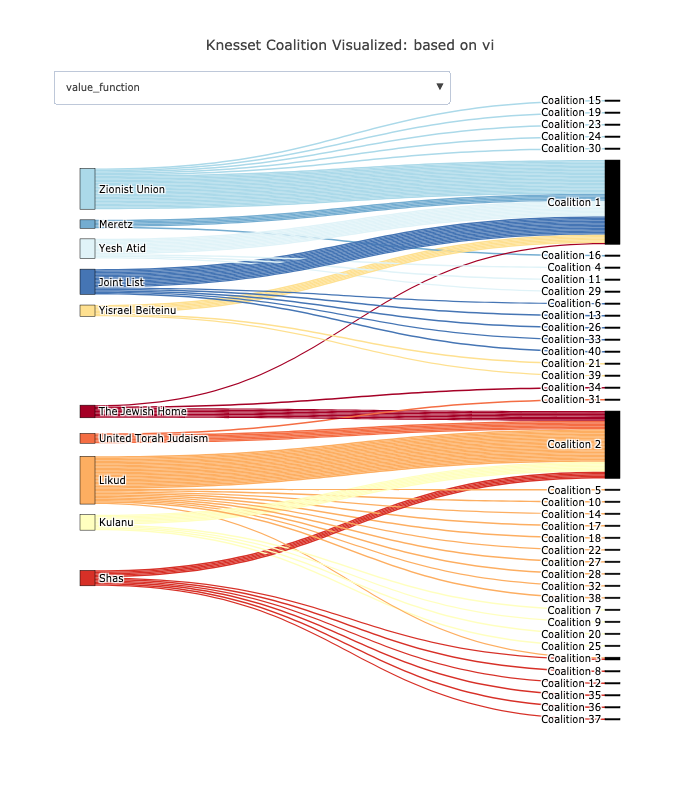 Knesset Coalition Visualized: based on vi
value_function
▼
Zionist Union
Meretz
Yesh Atid
Joint List
Yisrael Beiteinu
The Jewish Home
United Torah Judaism
Likud
Kulanu
Shas
Coalition 15
Coalition 19
Coalition 23
Coalition 24
Coalition 30
Coalition 1
Coalition 16
Coalition 4
Coalition 11
Coalition 29
Coalition 6
Coalition 13
Coalition 26
Coalition 33
Coalition 40
Coalition 21
Coalition 39
Coalition 34
Coalition 31
Coalition 2
Coalition 5
Coalition 10
Coalition 14
Coalition 17
Coalition 18
Coalition 22
Coalition 27
Coalition 28
Coalition 32
Coalition 38
Coalition 7
Coalition 9
Coalition 20
Coalition 25
Coalition 3
Coalition 8
Coalition 12
Coalition 35
Coalition 36
Coalition 37